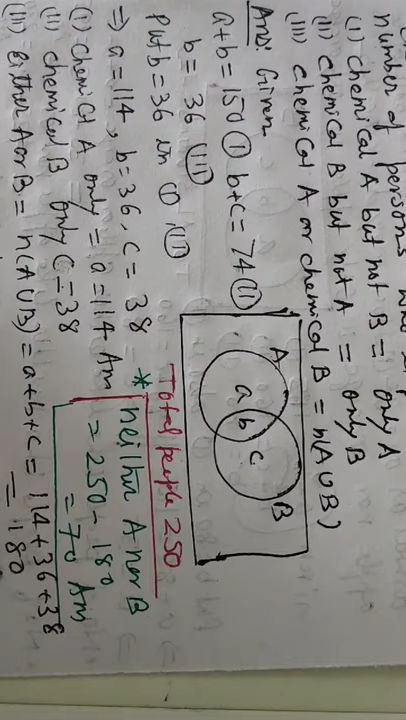 number of persons
(i) chemical A but not B = only A
(ii) chemical B but not A = only B
(iii) chemical A or chemical B = n(A∪B)
Ans: Given
a+b=150 (I) b+c=74 (II)
b = 36 (III)
Put b=36 in (I), (II)
⇒ a=114, b=36, c= 38
(i) chemical A only = a=114 Am
(ii) chemical B only C=38
(iii) Either A or B = n(A∪B) = a+b+c = 114+36+38
= 180
A
B
a
b
c
Total people 250
* neither A nor B
= 250-180
= 70 Am